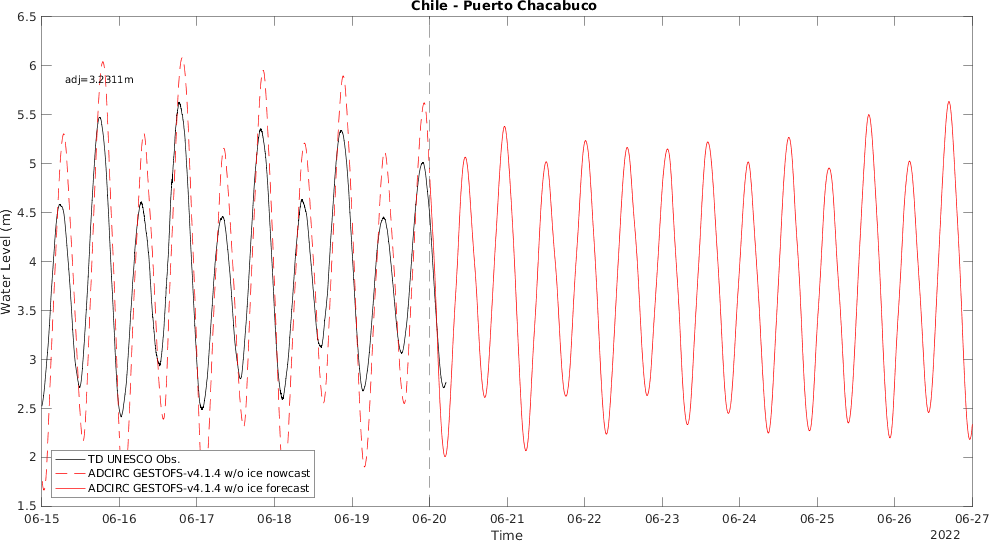 Chile - Puerto Chacabuco
6.5
6
5.5
5
4.5
4
3.5
3
2.5
2
1.5
Water Level (m)
adj=3.2311m
TD UNESCO Obs.
ADCIRC GESTOFS-v4.1.4 w/o ice nowcast
ADCIRC GESTOFS-v4.1.4 w/o ice forecast
06-15 06-16 06-17 06-18 06-19 06-20 06-21 06-22 06-23 06-24 06-25 06-26 06-27
Time
2022